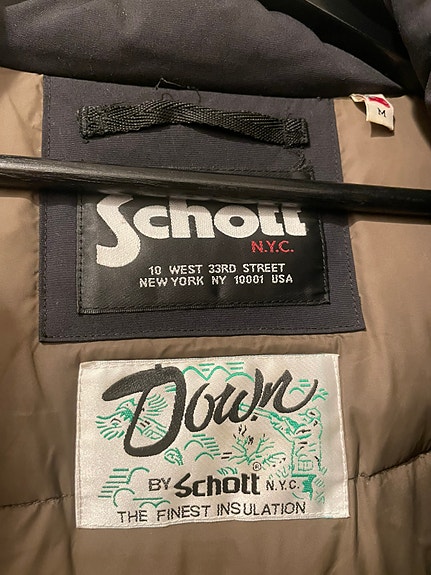 M
Schott
N.Y.C.
10 WEST 33RD STREET
NEW YORK NY 10001 USA
Down
BY Schott® N.Y.C.
THE FINEST INSULATION